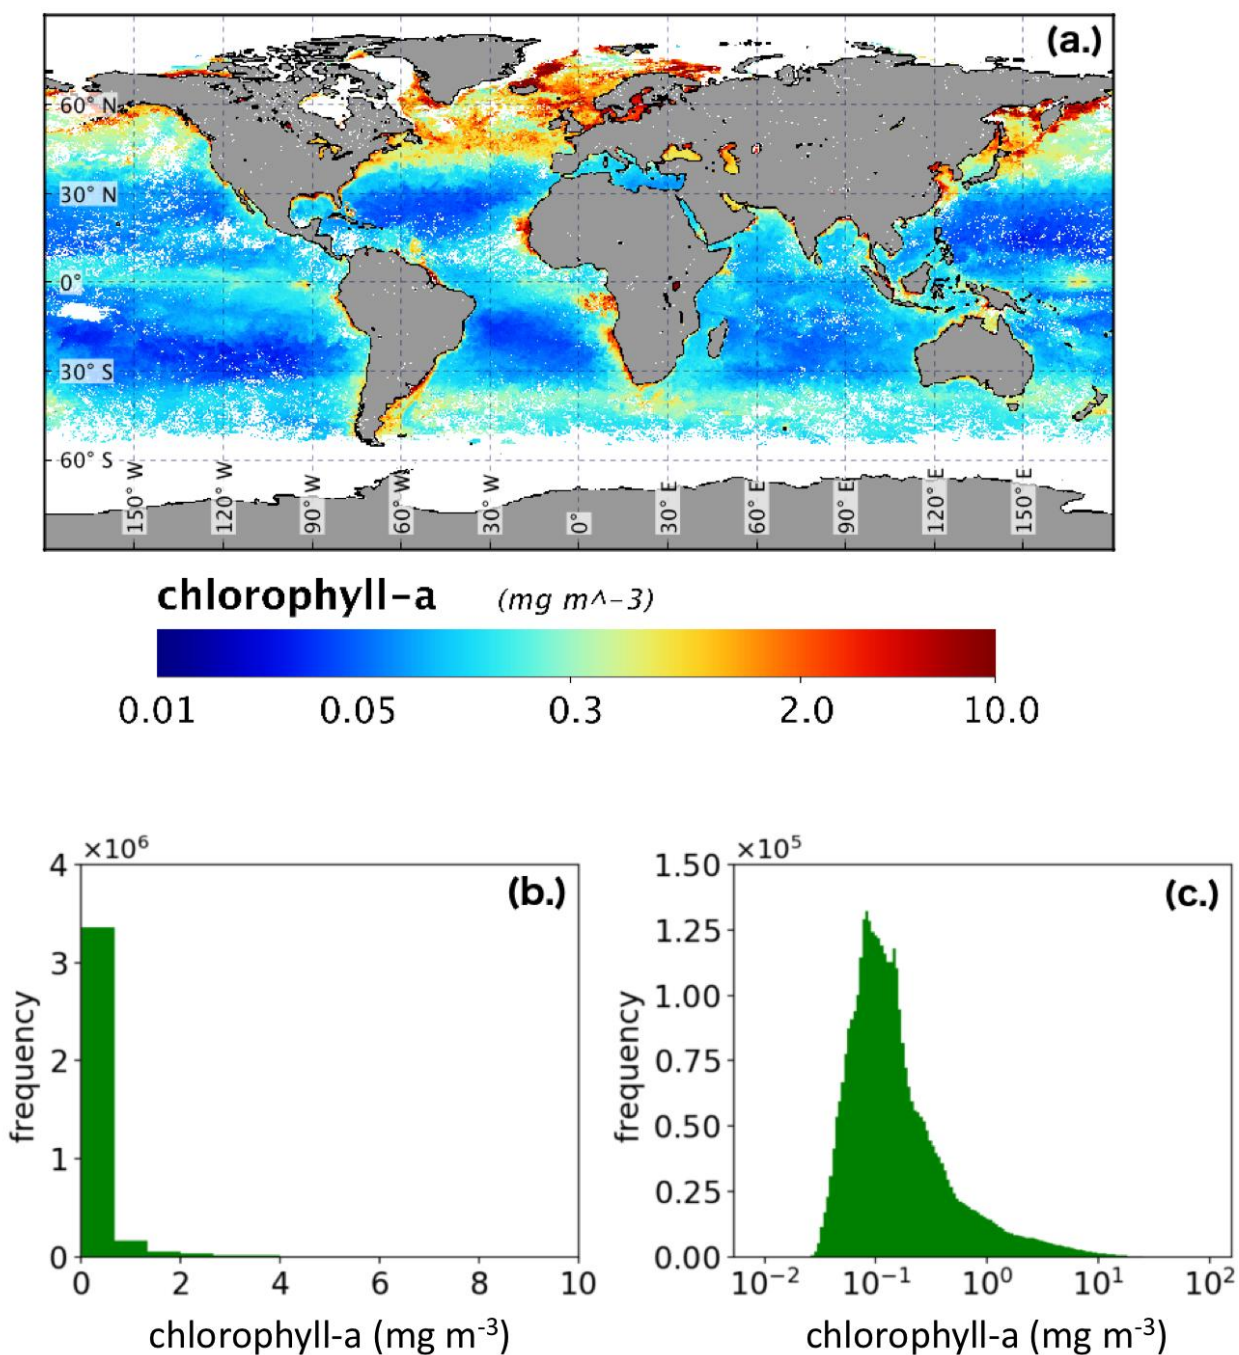 (a.)
60° N
30° N
0°
30° S
60° S
150° W
120° W
90° W
60° W
30° W
0°
30° E
60° E
90° E
120° E
150° E
chlorophyll-a (mg m^-3)
0.01 0.05 0.3 2.0 10.0
×10⁶
(b.)
4
3
2
1
0
frequency
0 2 4 6 8 10
chlorophyll-a (mg m⁻³)
×10⁵
(c.)
1.50
1.25
1.00
0.75
0.50
0.25
0.00
frequency
10⁻² 10⁻¹ 10⁰ 10¹ 10²
chlorophyll-a (mg m⁻³)